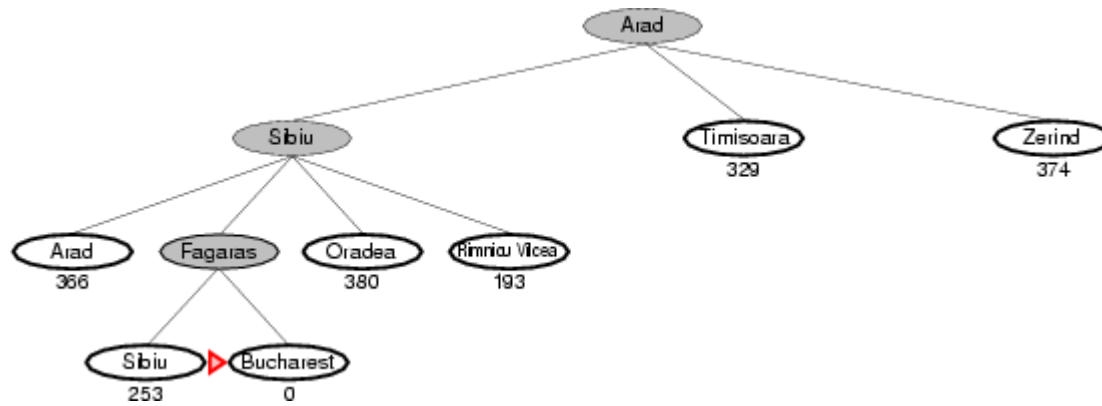 Arad
Sibiu
Timisoara
Zerind
329
374
Arad
Fagaras
Oradea
Rimnicu Vilcea
366
380
193
Sibiu
Bucharest
253
0